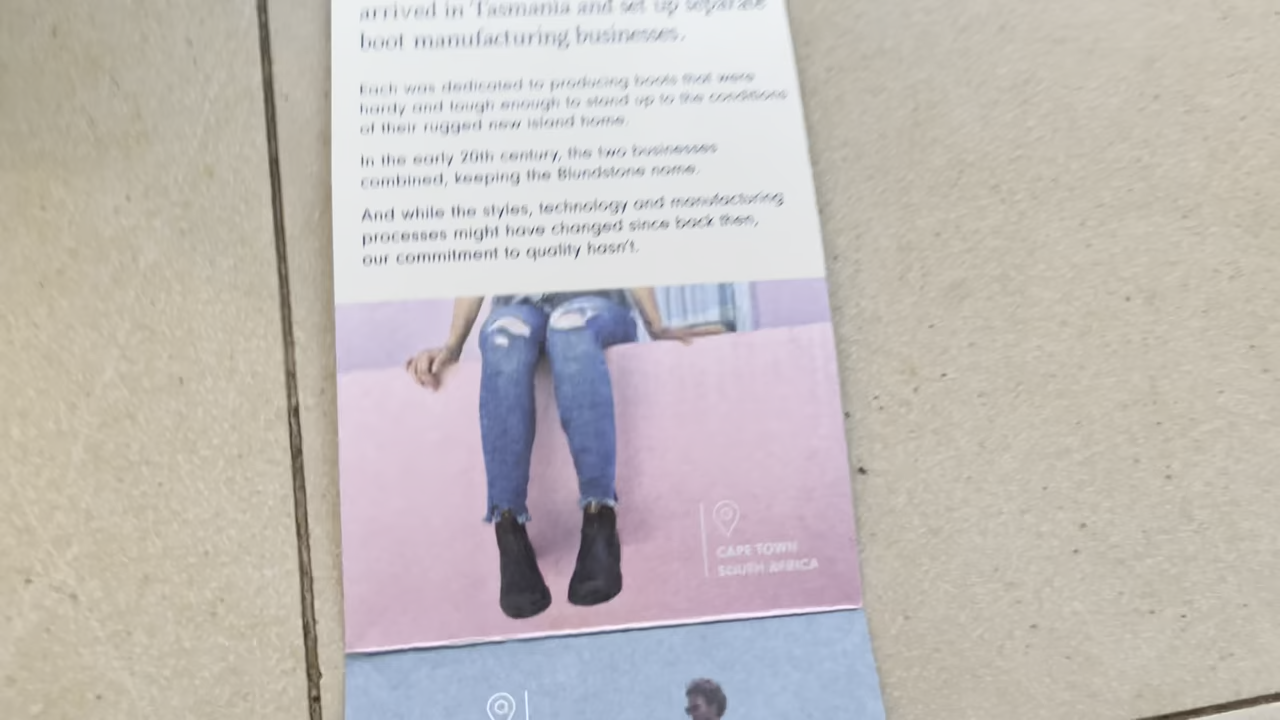 arrived in Tasmania and set up separate
boot manufacturing businesses.
Each was dedicated to producing boots that were
hardy and tough enough to stand up to the conditions
of their rugged new island home.
In the early 20th century, the two businesses
combined, keeping the Blundstone name.
And while the styles, technology and manufacturing
processes might have changed since back then,
our commitment to quality hasn't.
CAPE TOWN
SOUTH AFRICA